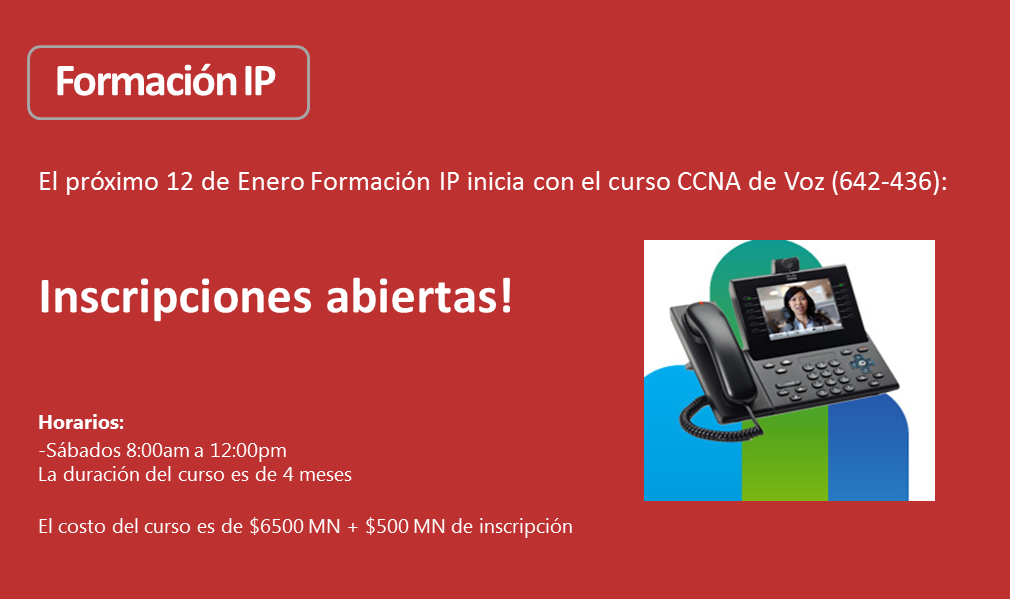 Formación IP
El próximo 12 de Enero Formación IP inicia con el curso CCNA de Voz (642-436):
Inscripciones abiertas!
Horarios:
-Sábados 8:00am a 12:00pm
La duración del curso es de 4 meses
El costo del curso es de $6500 MN + $500 MN de inscripción